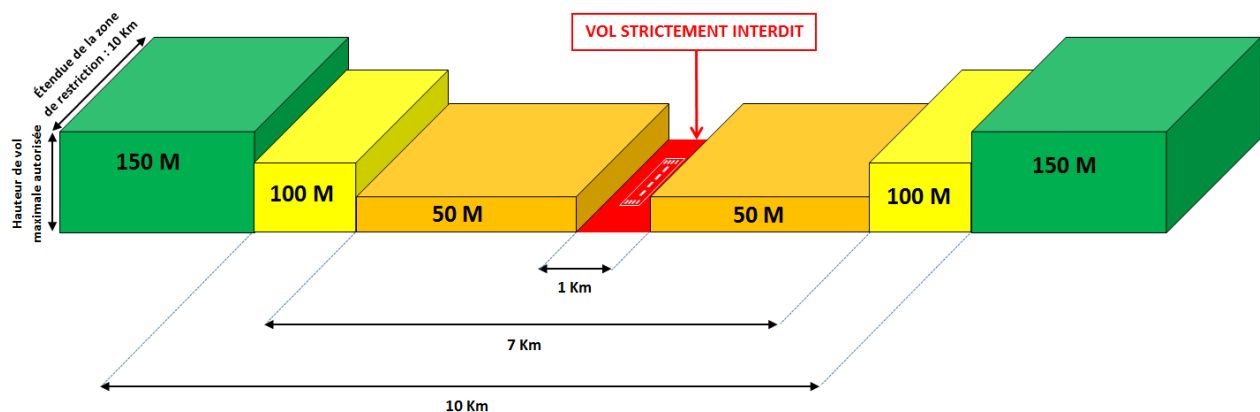 VOL STRICTEMENT INTERDIT
Étendue de la zone
de restriction : 10 Km
Hauteur de vol
maximale autorisée
150 M
100 M
50 M
50 M
100 M
150 M
1 Km
7 Km
10 Km